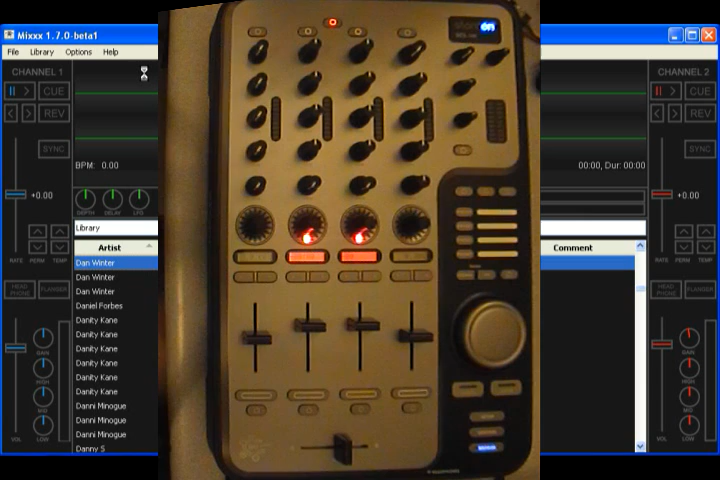 Mixxx 1.7.0-beta1
File Library Options Help
CHANNEL 1
CUE
REV
SYNC
+0.00
RATE PERM TEMP
HEAD PHONE FLANGER
GAIN
HIGH
MID
LOW
VOL
BPM: 0.00
DEPTH DELAY LFO
Library
Artist
Dan Winter
Dan Winter
Dan Winter
Daniel Forbes
Danity Kane
Danity Kane
Danity Kane
Danity Kane
Danity Kane
Danity Kane
Danni Minogue
Danni Minogue
Danni Minogue
Danny S
on
00:00, Dur: 00:00
Comment
CHANNEL 2
CUE
REV
SYNC
+0.00
RATE PERM TEMP
HEAD PHONE FLANGER
GAIN
HIGH
MID
LOW
VOL